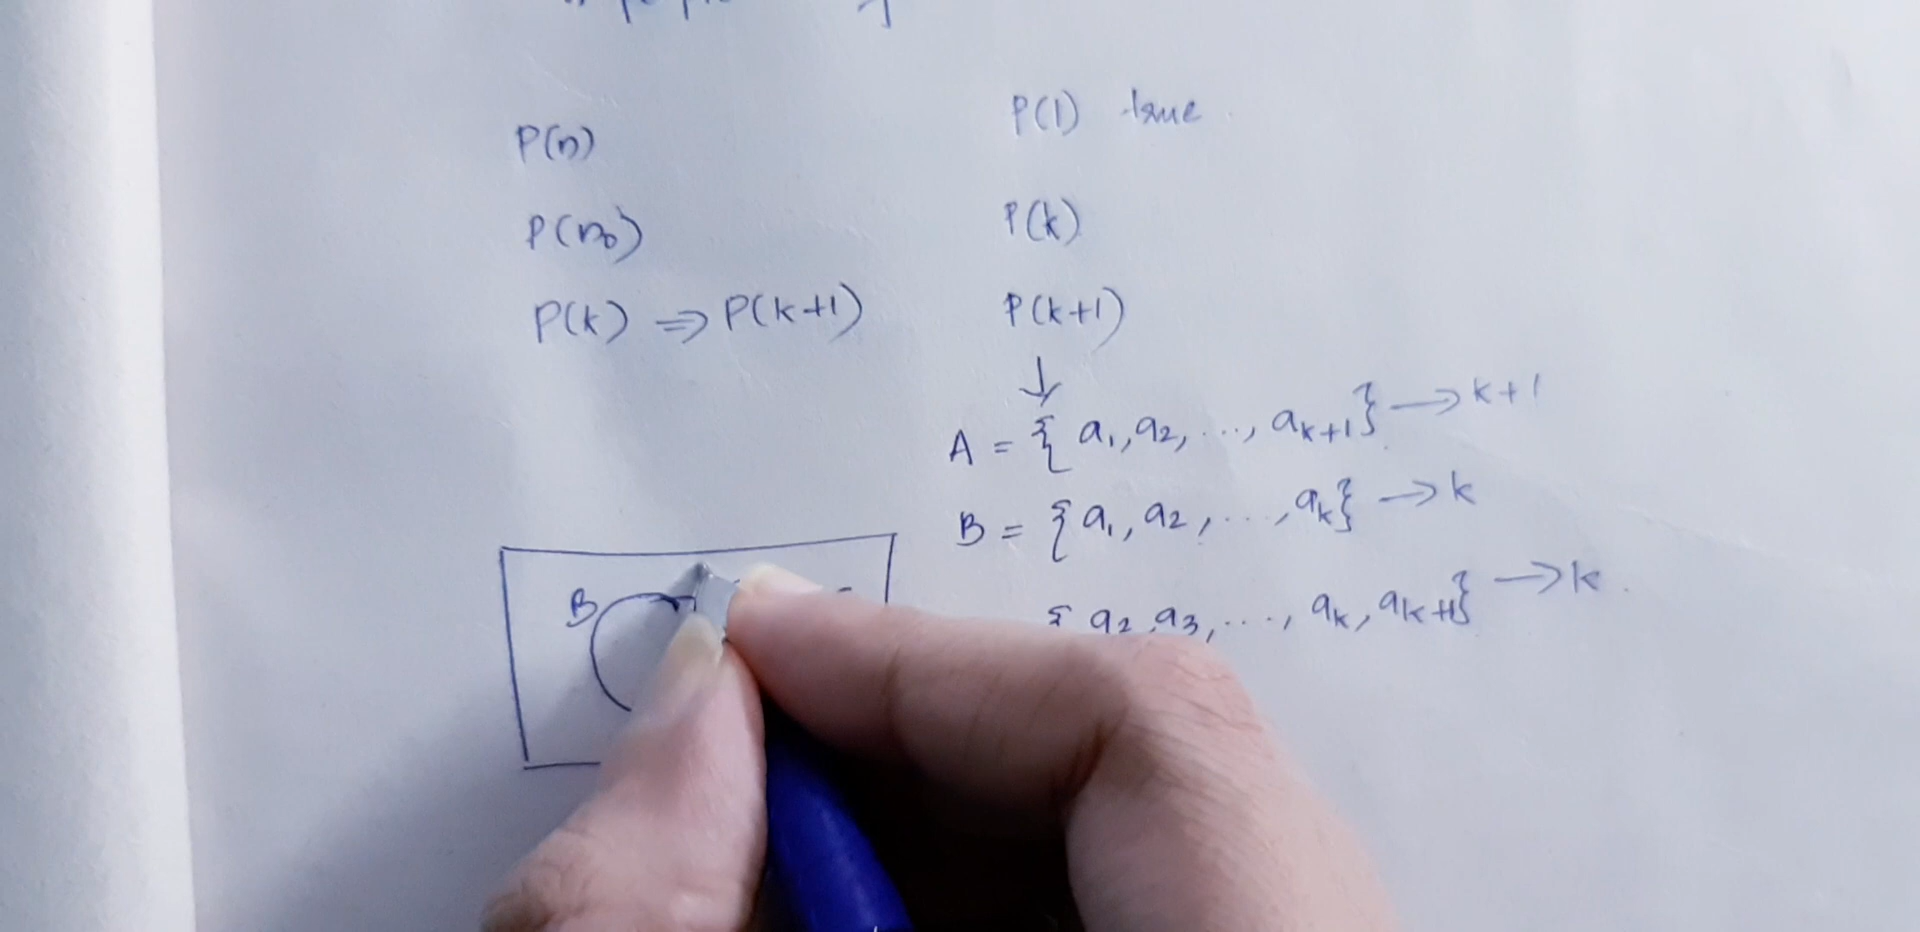 P(n)
P(n₀)
P(k) ⇒ P(k+1)
P(1) true
P(k)
P(k+1)
↓
A = { a₁, a₂, ..., aₖ₊₁} → k+1
B = { a₁, a₂, ..., aₖ} → k
{ a₂, a₃, ..., aₖ, aₖ₊₁} → k
B